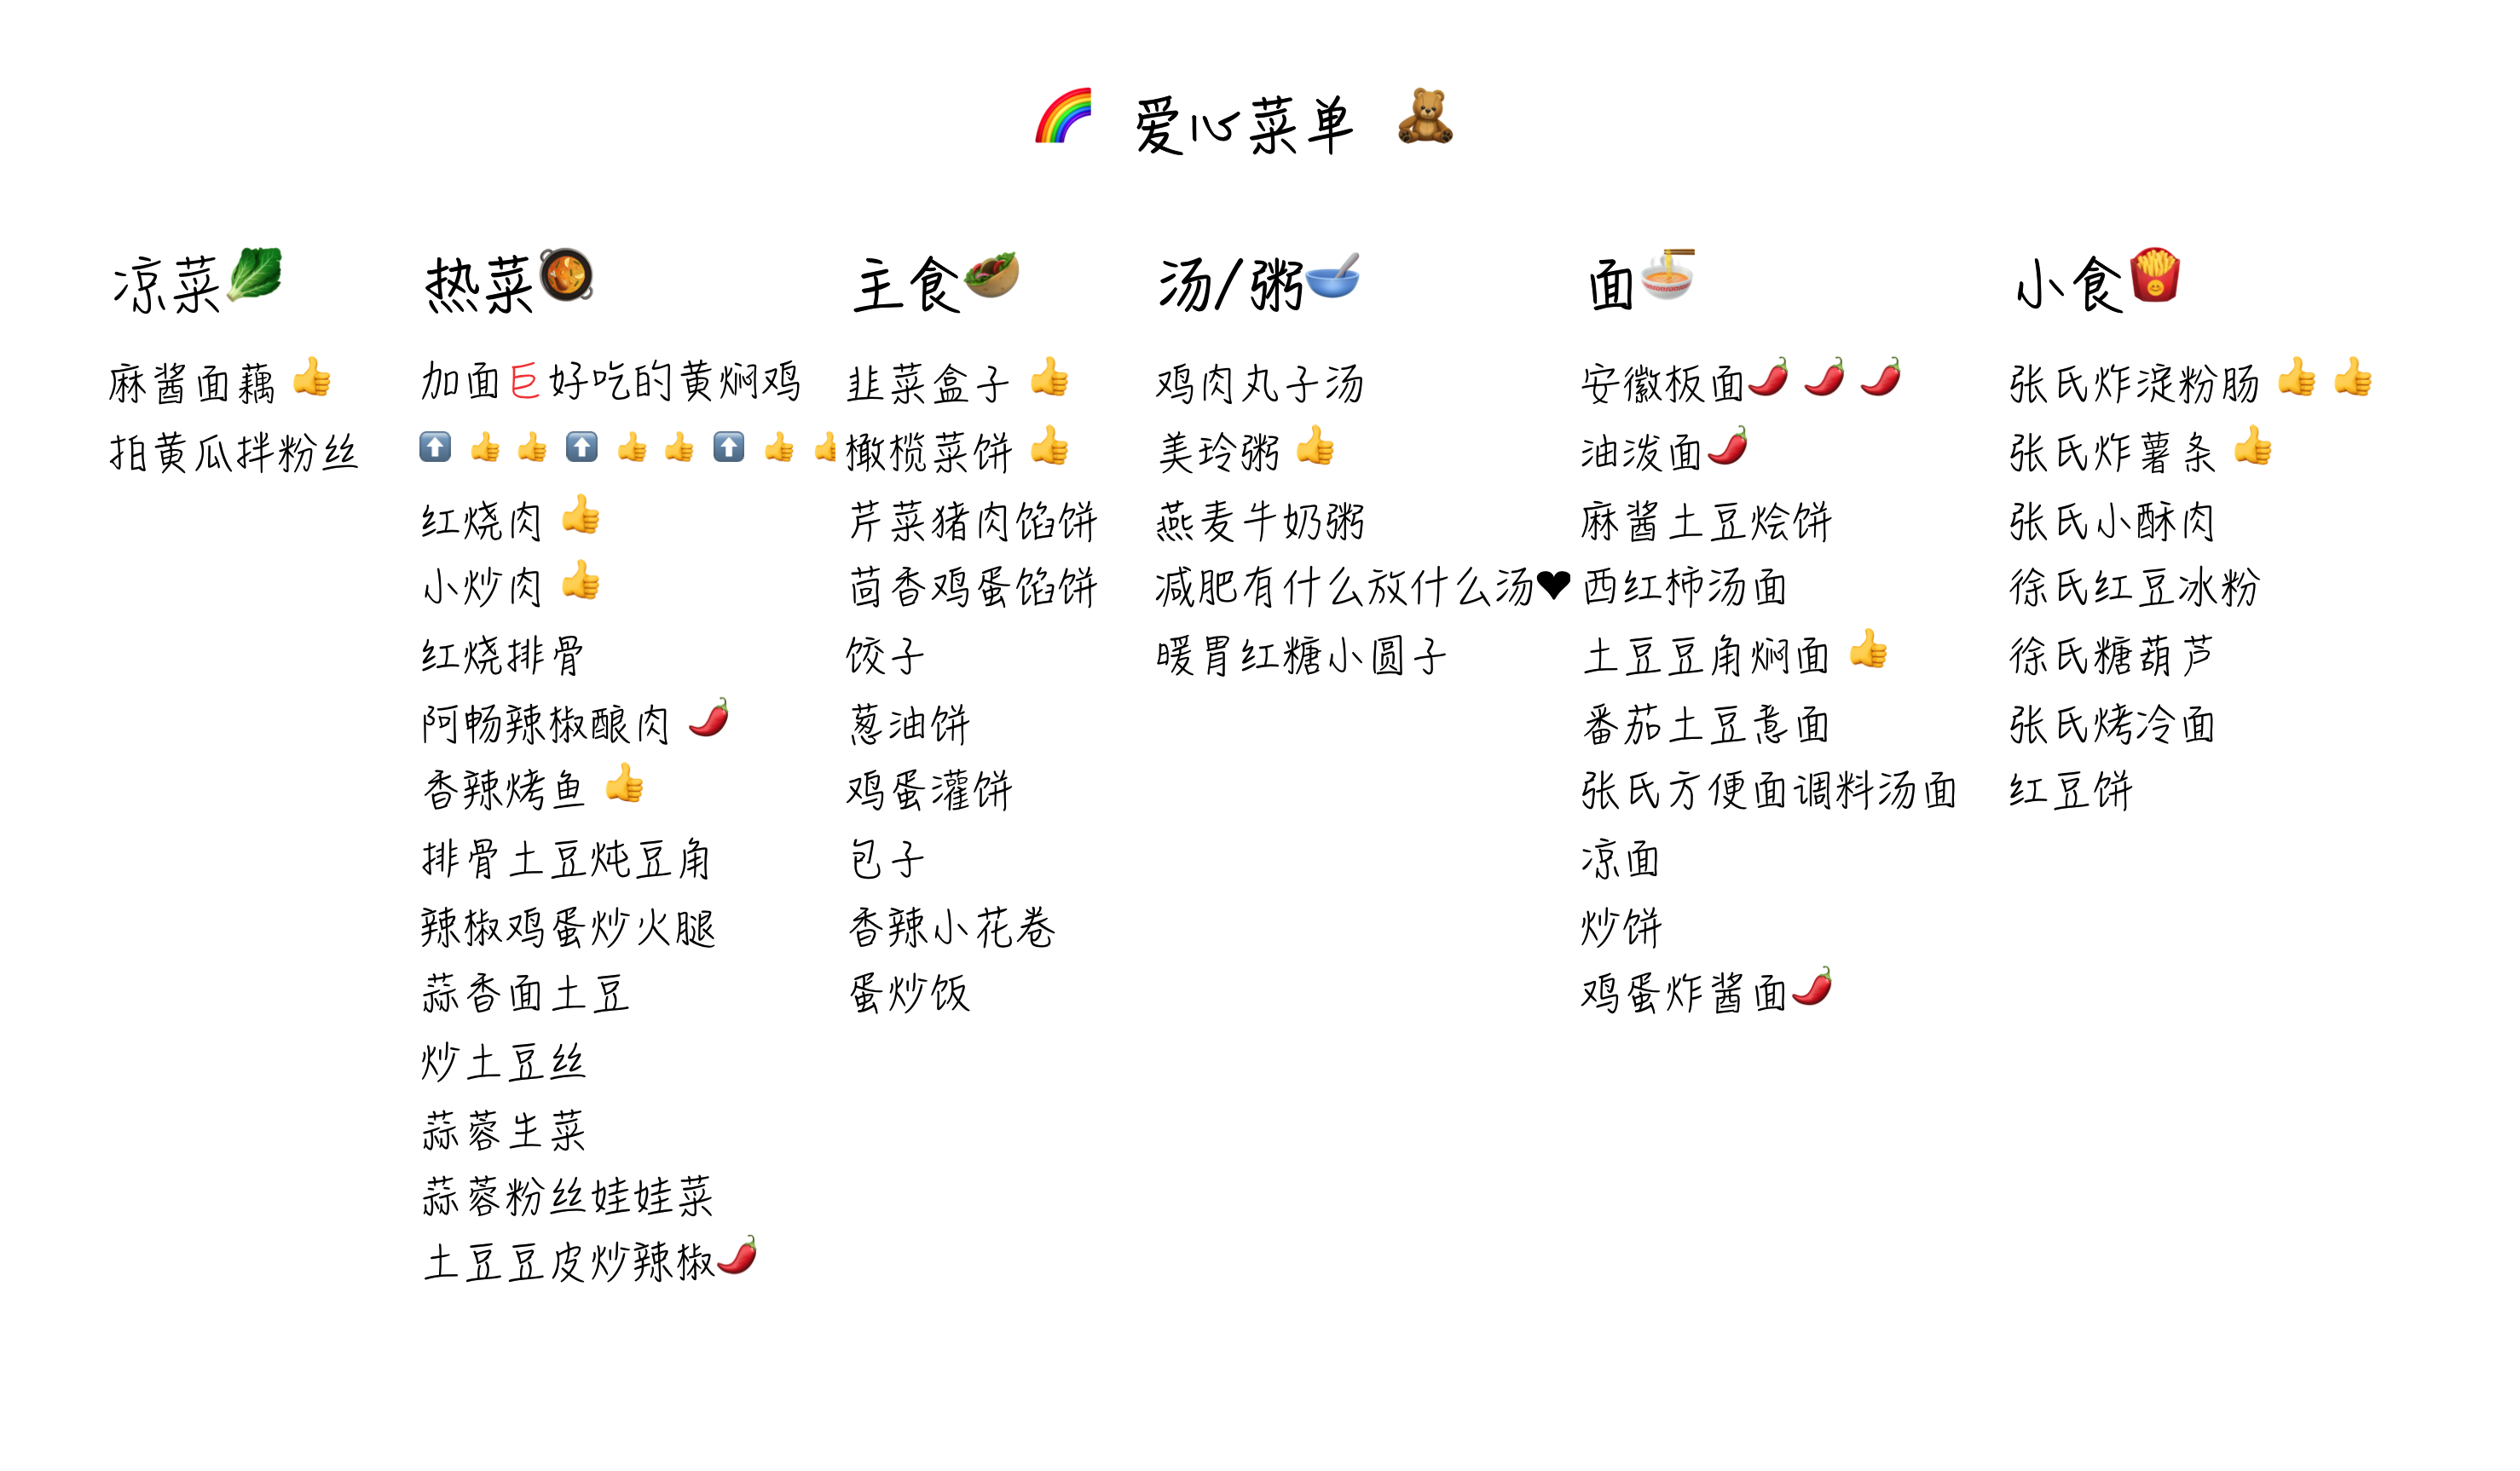 🌈 爱心菜单 🧸
凉菜🥬
麻酱面藕 👍
拍黄瓜拌粉丝
热菜🥘
加面巨好吃的黄焖鸡
⬆️ 👍 👍 ⬆️ 👍 👍 ⬆️ 👍 👍
红烧肉 👍
小炒肉 👍
红烧排骨
阿畅辣椒酿肉 🌶️
香辣烤鱼 👍
排骨土豆炖豆角
辣椒鸡蛋炒火腿
蒜香面土豆
炒土豆丝
蒜蓉生菜
蒜蓉粉丝娃娃菜
土豆豆皮炒辣椒🌶️
主食🥙
韭菜盒子 👍
橄榄菜饼 👍
芹菜猪肉馅饼
茴香鸡蛋馅饼
饺子
葱油饼
鸡蛋灌饼
包子
香辣小花卷
蛋炒饭
汤/粥🥣
鸡肉丸子汤
美玲粥 👍
燕麦牛奶粥
减肥有什么放什么汤❤
暖胃红糖小圆子
面🍜
安徽板面🌶️ 🌶️ 🌶️
油泼面🌶️
麻酱土豆烩饼
西红柿汤面
土豆豆角焖面 👍
番茄土豆意面
张氏方便面调料汤面
凉面
炒饼
鸡蛋炸酱面🌶️
小食🍟
张氏炸淀粉肠 👍 👍
张氏炸薯条 👍
张氏小酥肉
徐氏红豆冰粉
徐氏糖葫芦
张氏烤冷面
红豆饼